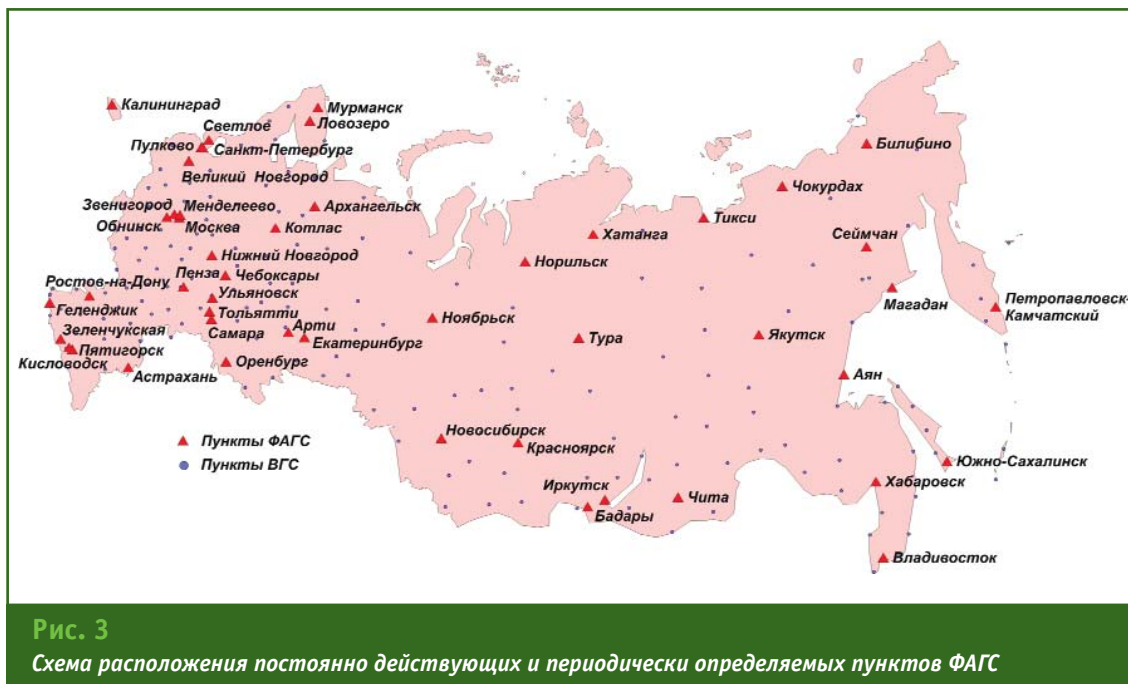 Калининград
Мурманск
Ловозеро
Светлое
Пулково
Санкт-Петербург
Великий Новгород
Звенигород
Менделеево
Архангельск
Обнинск
Москва
Котлас
Нижний Новгород
Пенза
Чебоксары
Ростов-на-Дону
Ульяновск
Геленджик
Тольятти
Зеленчукская
Самара
Арти
Екатеринбург
Пятигорск
Кисловодск
Оренбург
Астрахань
Билибино
Чокурдах
Тикси
Хатанга
Сеймчан
Норильск
Магадан
Петропавловск-
Камчатский
Ноябрьск
Тура
Якутск
Аян
Новосибирск
Красноярск
Южно-Сахалинск
Иркутск
Хабаровск
Чита
Бадары
Владивосток
Пункты ФАГС
Пункты ВГС
Рис. 3
Схема расположения постоянно действующих и периодически определяемых пунктов ФАГС